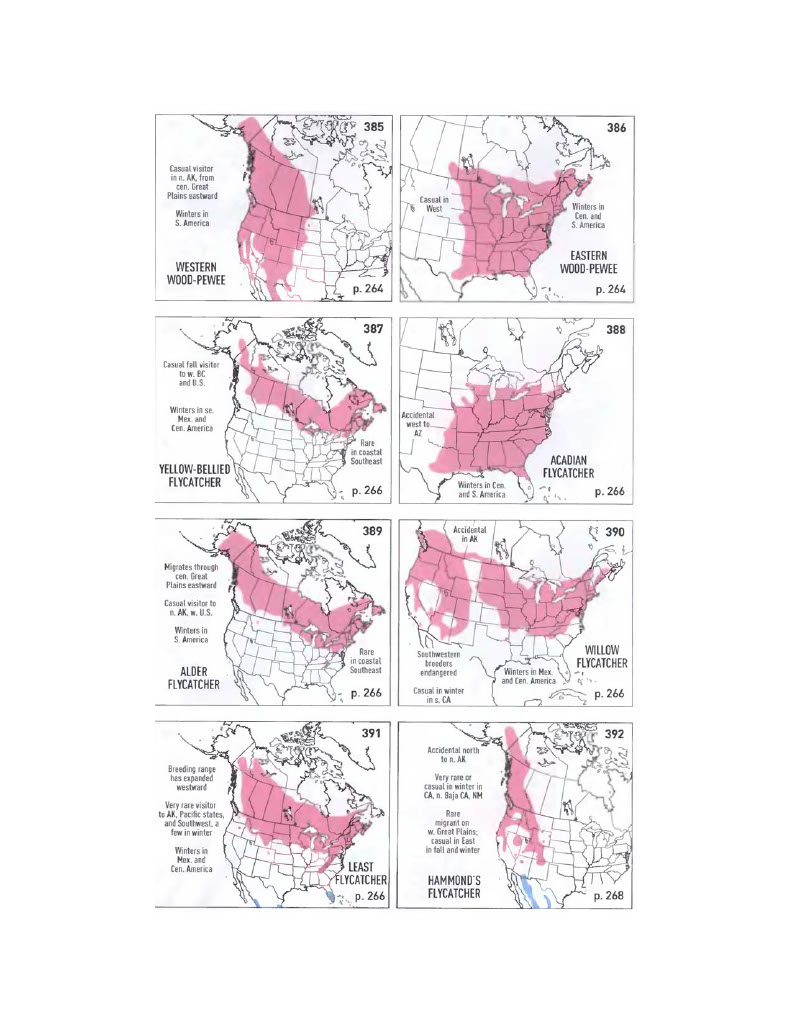 385
Casual visitor
in n. AK, from
cen. Great
Plains eastward
Winters in
S. America
WESTERN
WOOD-PEWEE
p. 264
386
Casual in
West
Winters in
Cen. and
S. America
EASTERN
WOOD-PEWEE
p. 264
387
Casual fall visitor
to w. BC
and U.S.
Winters in se.
Mex. and
Cen. America
Rare
in coastal
Southeast
YELLOW-BELLIED
FLYCATCHER
p. 266
388
Accidental
west to
AZ
ACADIAN
FLYCATCHER
Winters in Cen.
and S. America
p. 266
389
Migrates through
cen. Great
Plains eastward
Casual visitor to
n. AK, w. U.S.
Winters in
S. America
Rare
in coastal
Southeast
ALDER
FLYCATCHER
p. 266
Accidental
in AK
390
Southwestern
breeders
endangered
WILLOW
FLYCATCHER
Winters in Mex.
and Cen. America
Casual in winter
in s. CA
p. 266
391
Breeding range
has expanded
westward
Very rare visitor
to AK, Pacific states,
and Southwest, a
few in winter
Winters in
Mex. and
Cen. America
LEAST
FLYCATCHER
p. 266
392
Accidental north
to n. AK
Very rare or
casual in winter in
CA, n. Baja CA, NM
Rare
migrant on
w. Great Plains;
casual in East
in fall and winter
HAMMOND'S
FLYCATCHER
p. 268